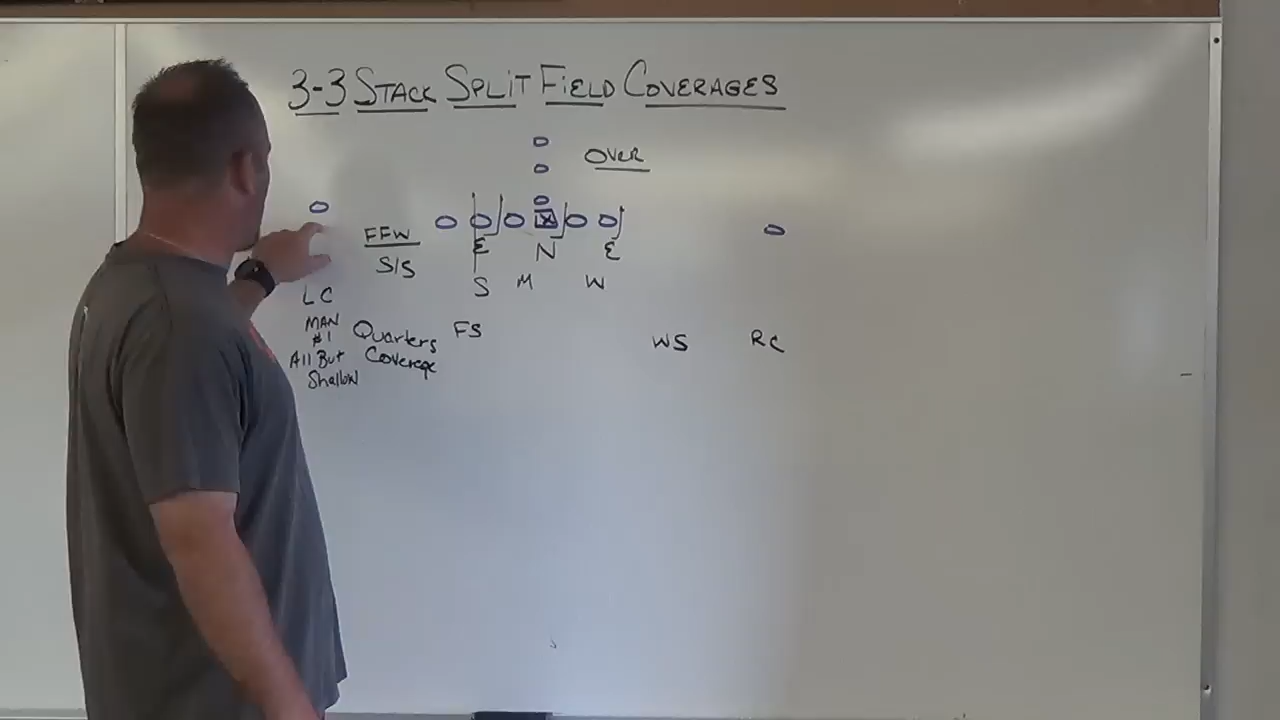 3-3 STACK SPLIT FIELD COVERAGES
OVER
X
FFW
S/S
E N E
S M W
LC
MAN
#1
All But
Shallow
Quarters
Coverage
FS
WS
RC